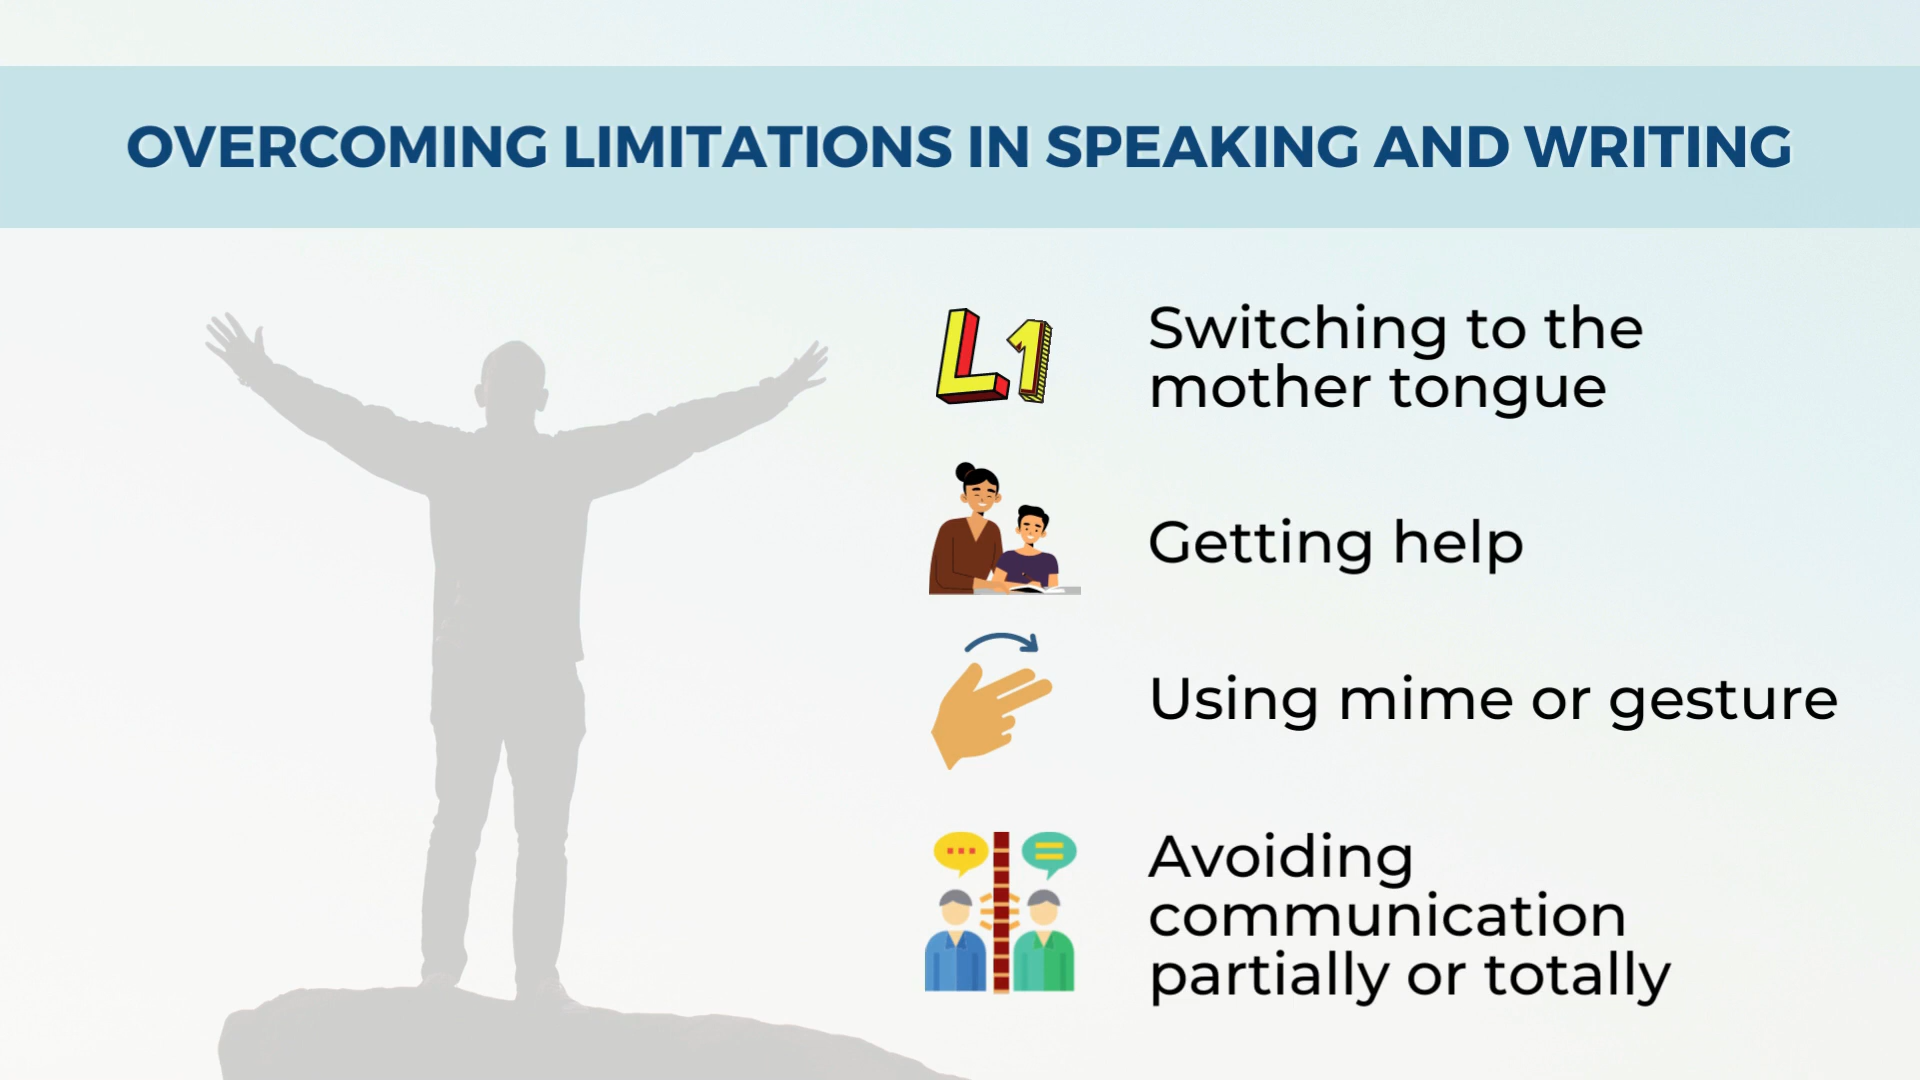 OVERCOMING LIMITATIONS IN SPEAKING AND WRITING
L1
Switching to the
mother tongue
Getting help
Using mime or gesture
Avoiding
communication
partially or totally